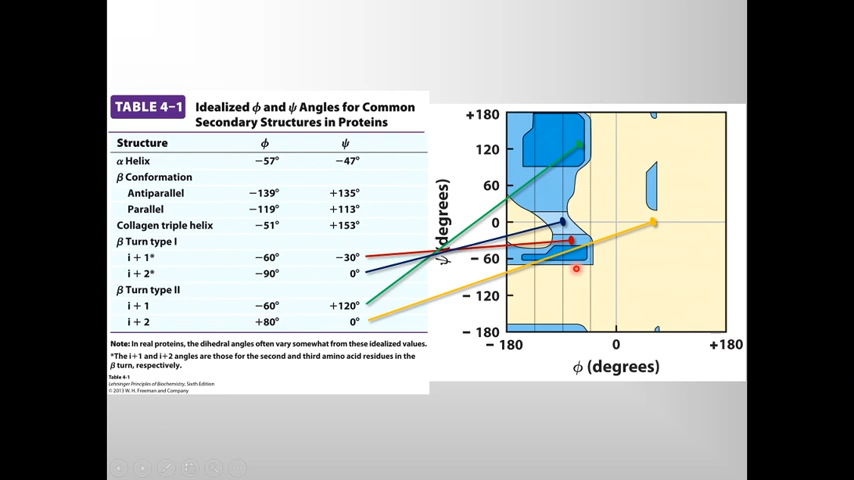 TABLE 4-1 Idealized ϕ and ψ Angles for Common
Secondary Structures in Proteins
Structure ϕ ψ
α Helix −57° −47°
β Conformation
Antiparallel −139° +135°
Parallel −119° +113°
Collagen triple helix −51° +153°
β Turn type I
i + 1* −60° −30°
i + 2* −90° 0°
β Turn type II
i + 1 −60° +120°
i + 2 +80° 0°
Note: In real proteins, the dihedral angles often vary somewhat from these idealized values.
*The i+1 and i+2 angles are those for the second and third amino acid residues in the
β turn, respectively.
Table 4-1
Lehninger Principles of Biochemistry, Sixth Edition
© 2013 W. H. Freeman and Company
ψ (degrees)
+180
120
60
0
− 60
− 120
− 180
− 180 0 +180
ϕ (degrees)